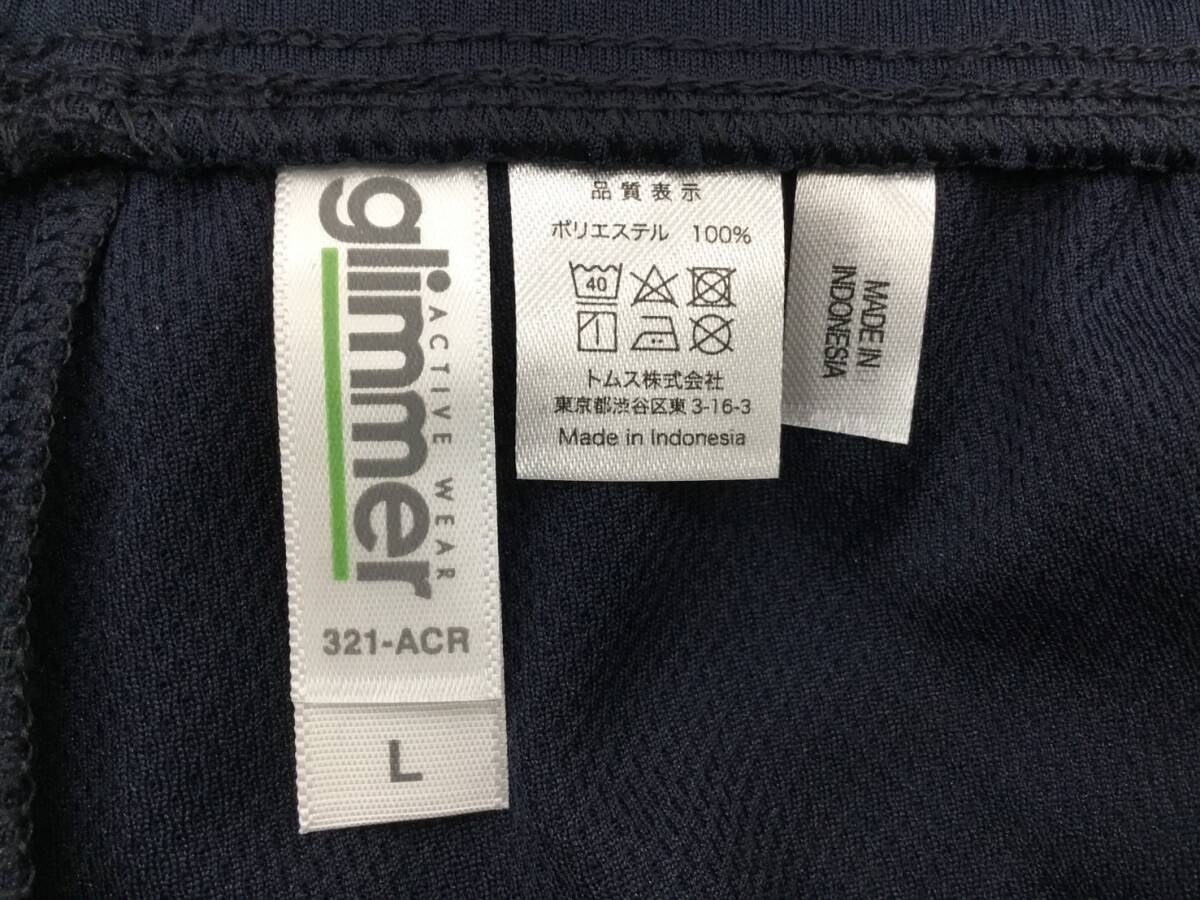 glimmer
ACTIVE WEAR
321-ACR
L
品質表示
ポリエステル 100%
40
トムス株式会社
東京都渋谷区東3-16-3
Made in Indonesia
MADE IN
INDONESIA